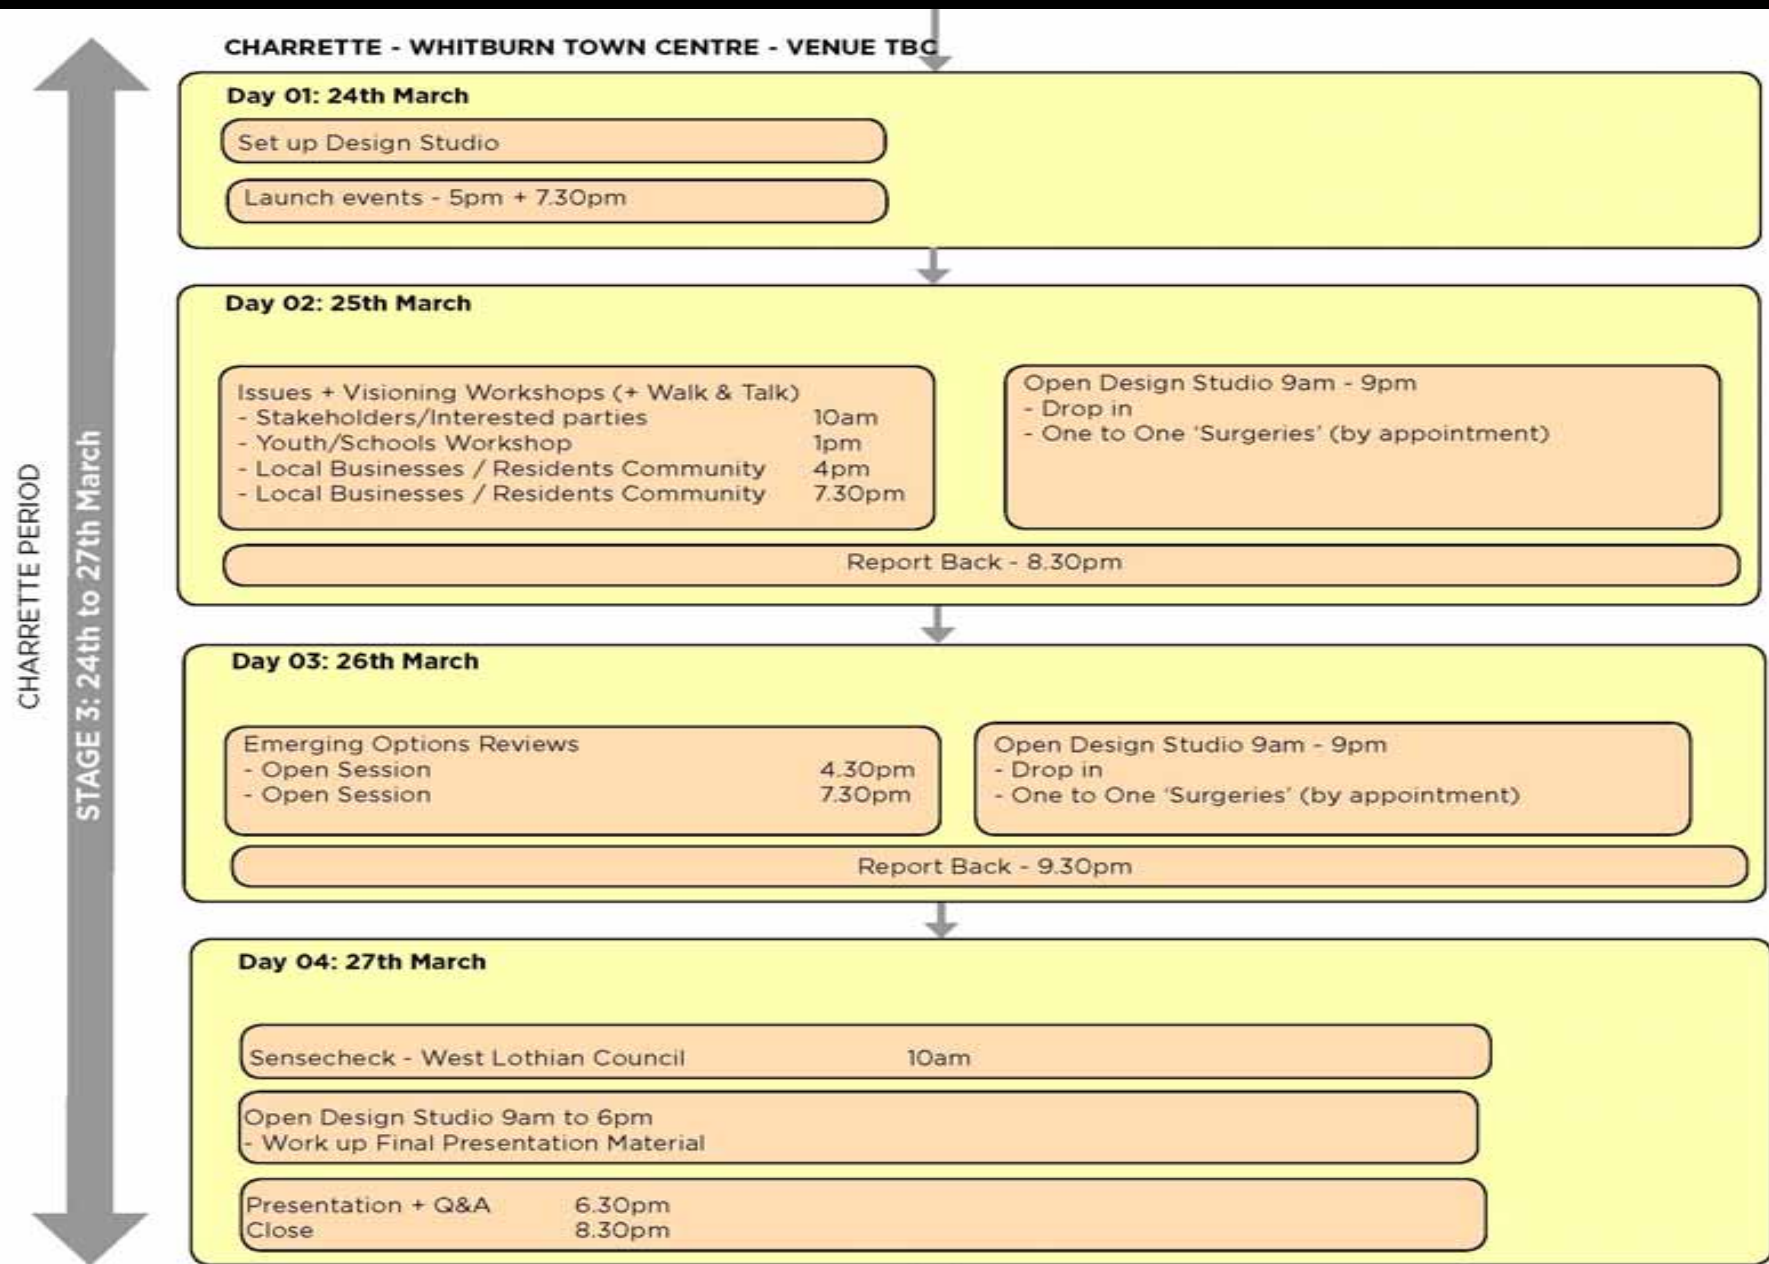 CHARRETTE - WHITBURN TOWN CENTRE - VENUE TBC
CHARRETTE PERIOD
STAGE 3: 24th to 27th March
Day 01: 24th March
Set up Design Studio
Launch events - 5pm + 7.30pm
Day 02: 25th March
Issues + Visioning Workshops (+ Walk & Talk)
- Stakeholders/Interested parties 10am
- Youth/Schools Workshop 1pm
- Local Businesses / Residents Community 4pm
- Local Businesses / Residents Community 7.30pm
Open Design Studio 9am - 9pm
- Drop in
- One to One ‘Surgeries’ (by appointment)
Report Back - 8.30pm
Day 03: 26th March
Emerging Options Reviews
- Open Session 4.30pm
- Open Session 7.30pm
Open Design Studio 9am - 9pm
- Drop in
- One to One ‘Surgeries’ (by appointment)
Report Back - 9.30pm
Day 04: 27th March
Sensecheck - West Lothian Council 10am
Open Design Studio 9am to 6pm
- Work up Final Presentation Material
Presentation + Q&A 6.30pm
Close 8.30pm